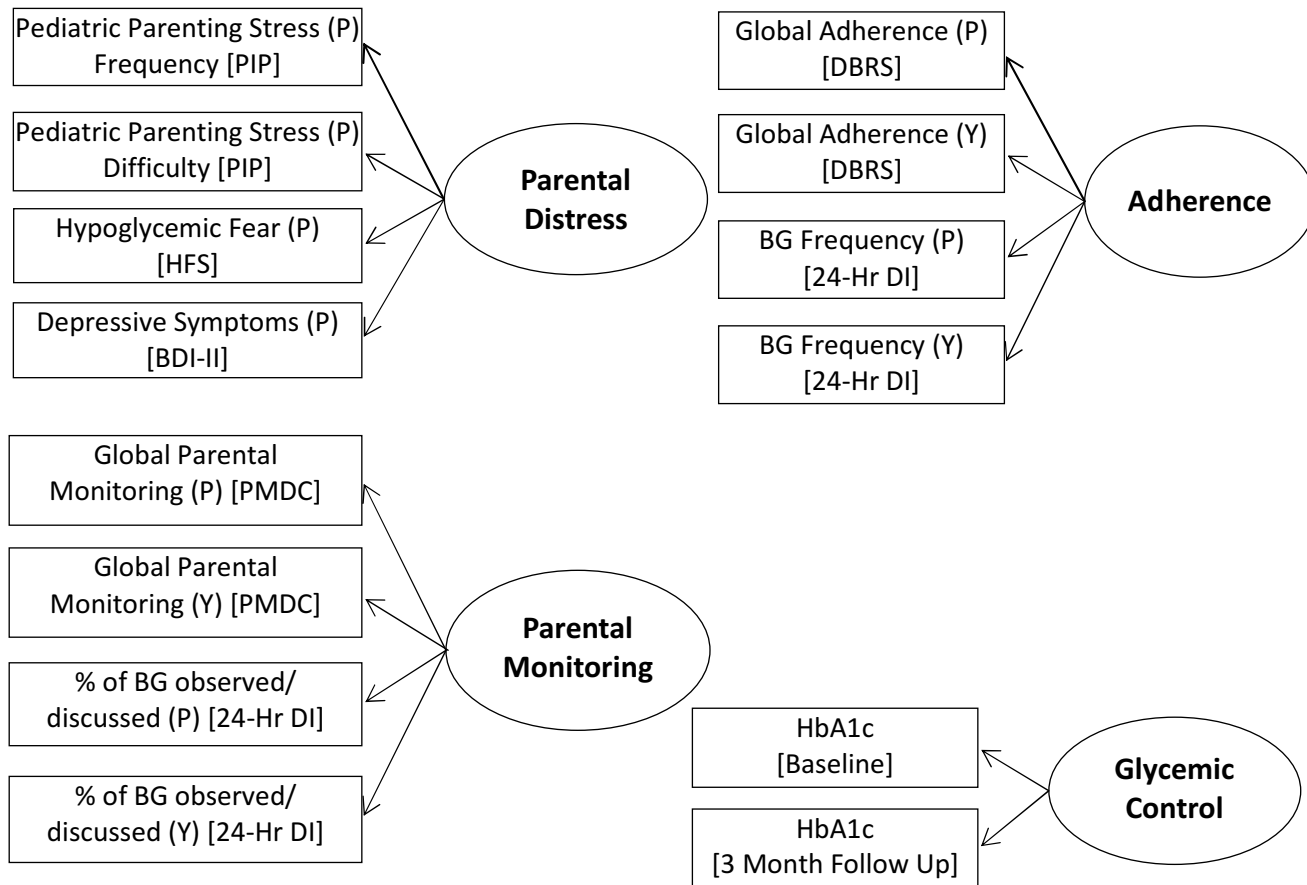 Pediatric Parenting Stress (P)
Frequency [PIP]
Pediatric Parenting Stress (P)
Difficulty [PIP]
Hypoglycemic Fear (P)
[HFS]
Depressive Symptoms (P)
[BDI-II]
Parental
Distress
Global Adherence (P)
[DBRS]
Global Adherence (Y)
[DBRS]
BG Frequency (P)
[24-Hr DI]
BG Frequency (Y)
[24-Hr DI]
Adherence
Global Parental
Monitoring (P) [PMDC]
Global Parental
Monitoring (Y) [PMDC]
% of BG observed/
discussed (P) [24-Hr DI]
% of BG observed/
discussed (Y) [24-Hr DI]
Parental
Monitoring
HbA1c
[Baseline]
HbA1c
[3 Month Follow Up]
Glycemic
Control